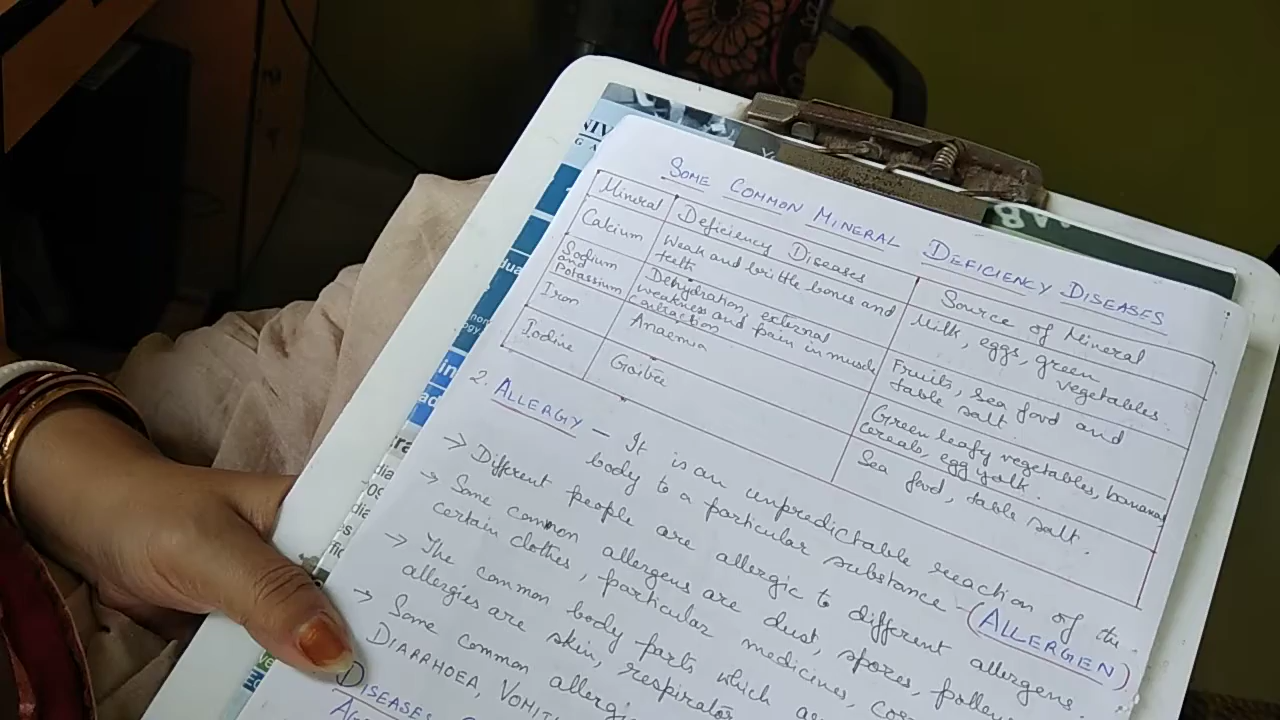 SOME COMMON MINERAL DEFICIENCY DISEASES
Mineral Deficiency Diseases Source of Mineral
Calcium Weak and brittle bones and Milk, eggs, green
teeth vegetables.
Sodium Dehydration, external Fruits, Sea food and
and weakness and pain in muscle table salt.
Potassium contraction
Iron Anaemia Green leafy vegetables, bananas
cereals, egg yolk.
Iodine Goitre Sea food, table salt.
2. ALLERGY — It is an unpredictable reaction of the
body to a particular substance - (ALLERGEN)
→ Different people are allergic to different allergens.
→ Some common allergens are dust, spores, pollen
certain clothes, particular medicines,
→ The common body parts which
allergies are skin,
→ Some common
DIARRHOEA,
DISEASES